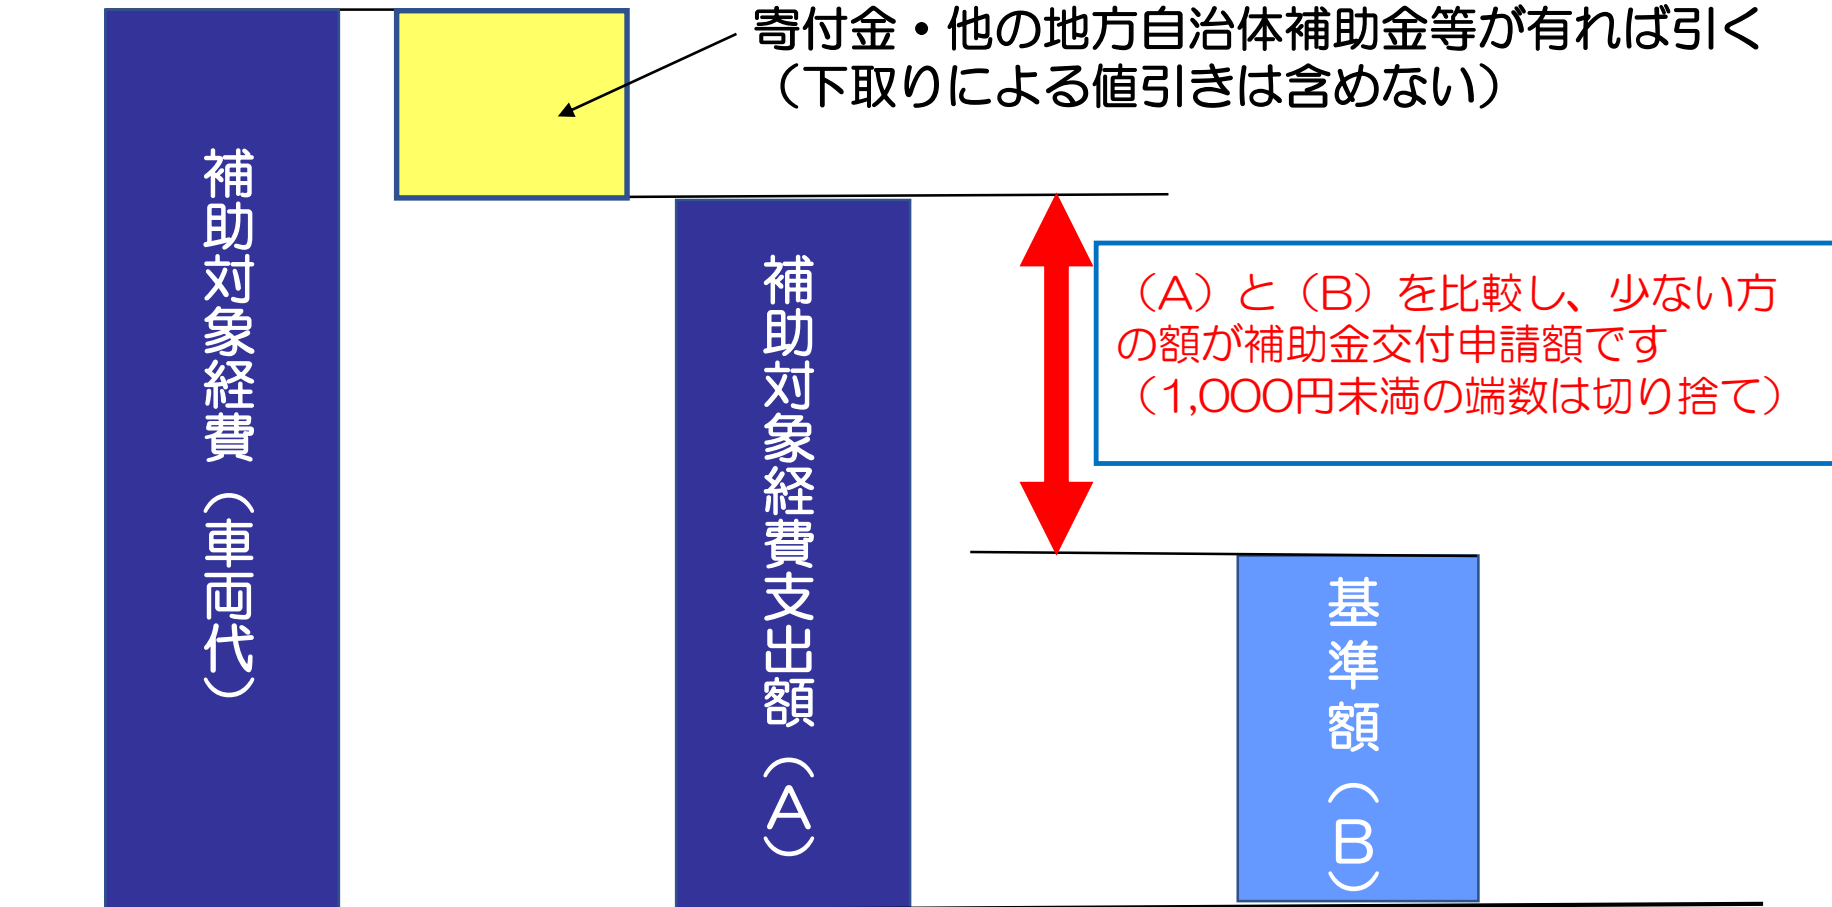 寄付金・他の地方自治体補助金等が有れば引く
（下取りによる値引きは含めない）
補助対象経費（車両代）
補助対象経費支出額（A）
（A）と（B）を比較し、少ない方
の額が補助金交付申請額です
（1,000円未満の端数は切り捨て）
基準額（B）